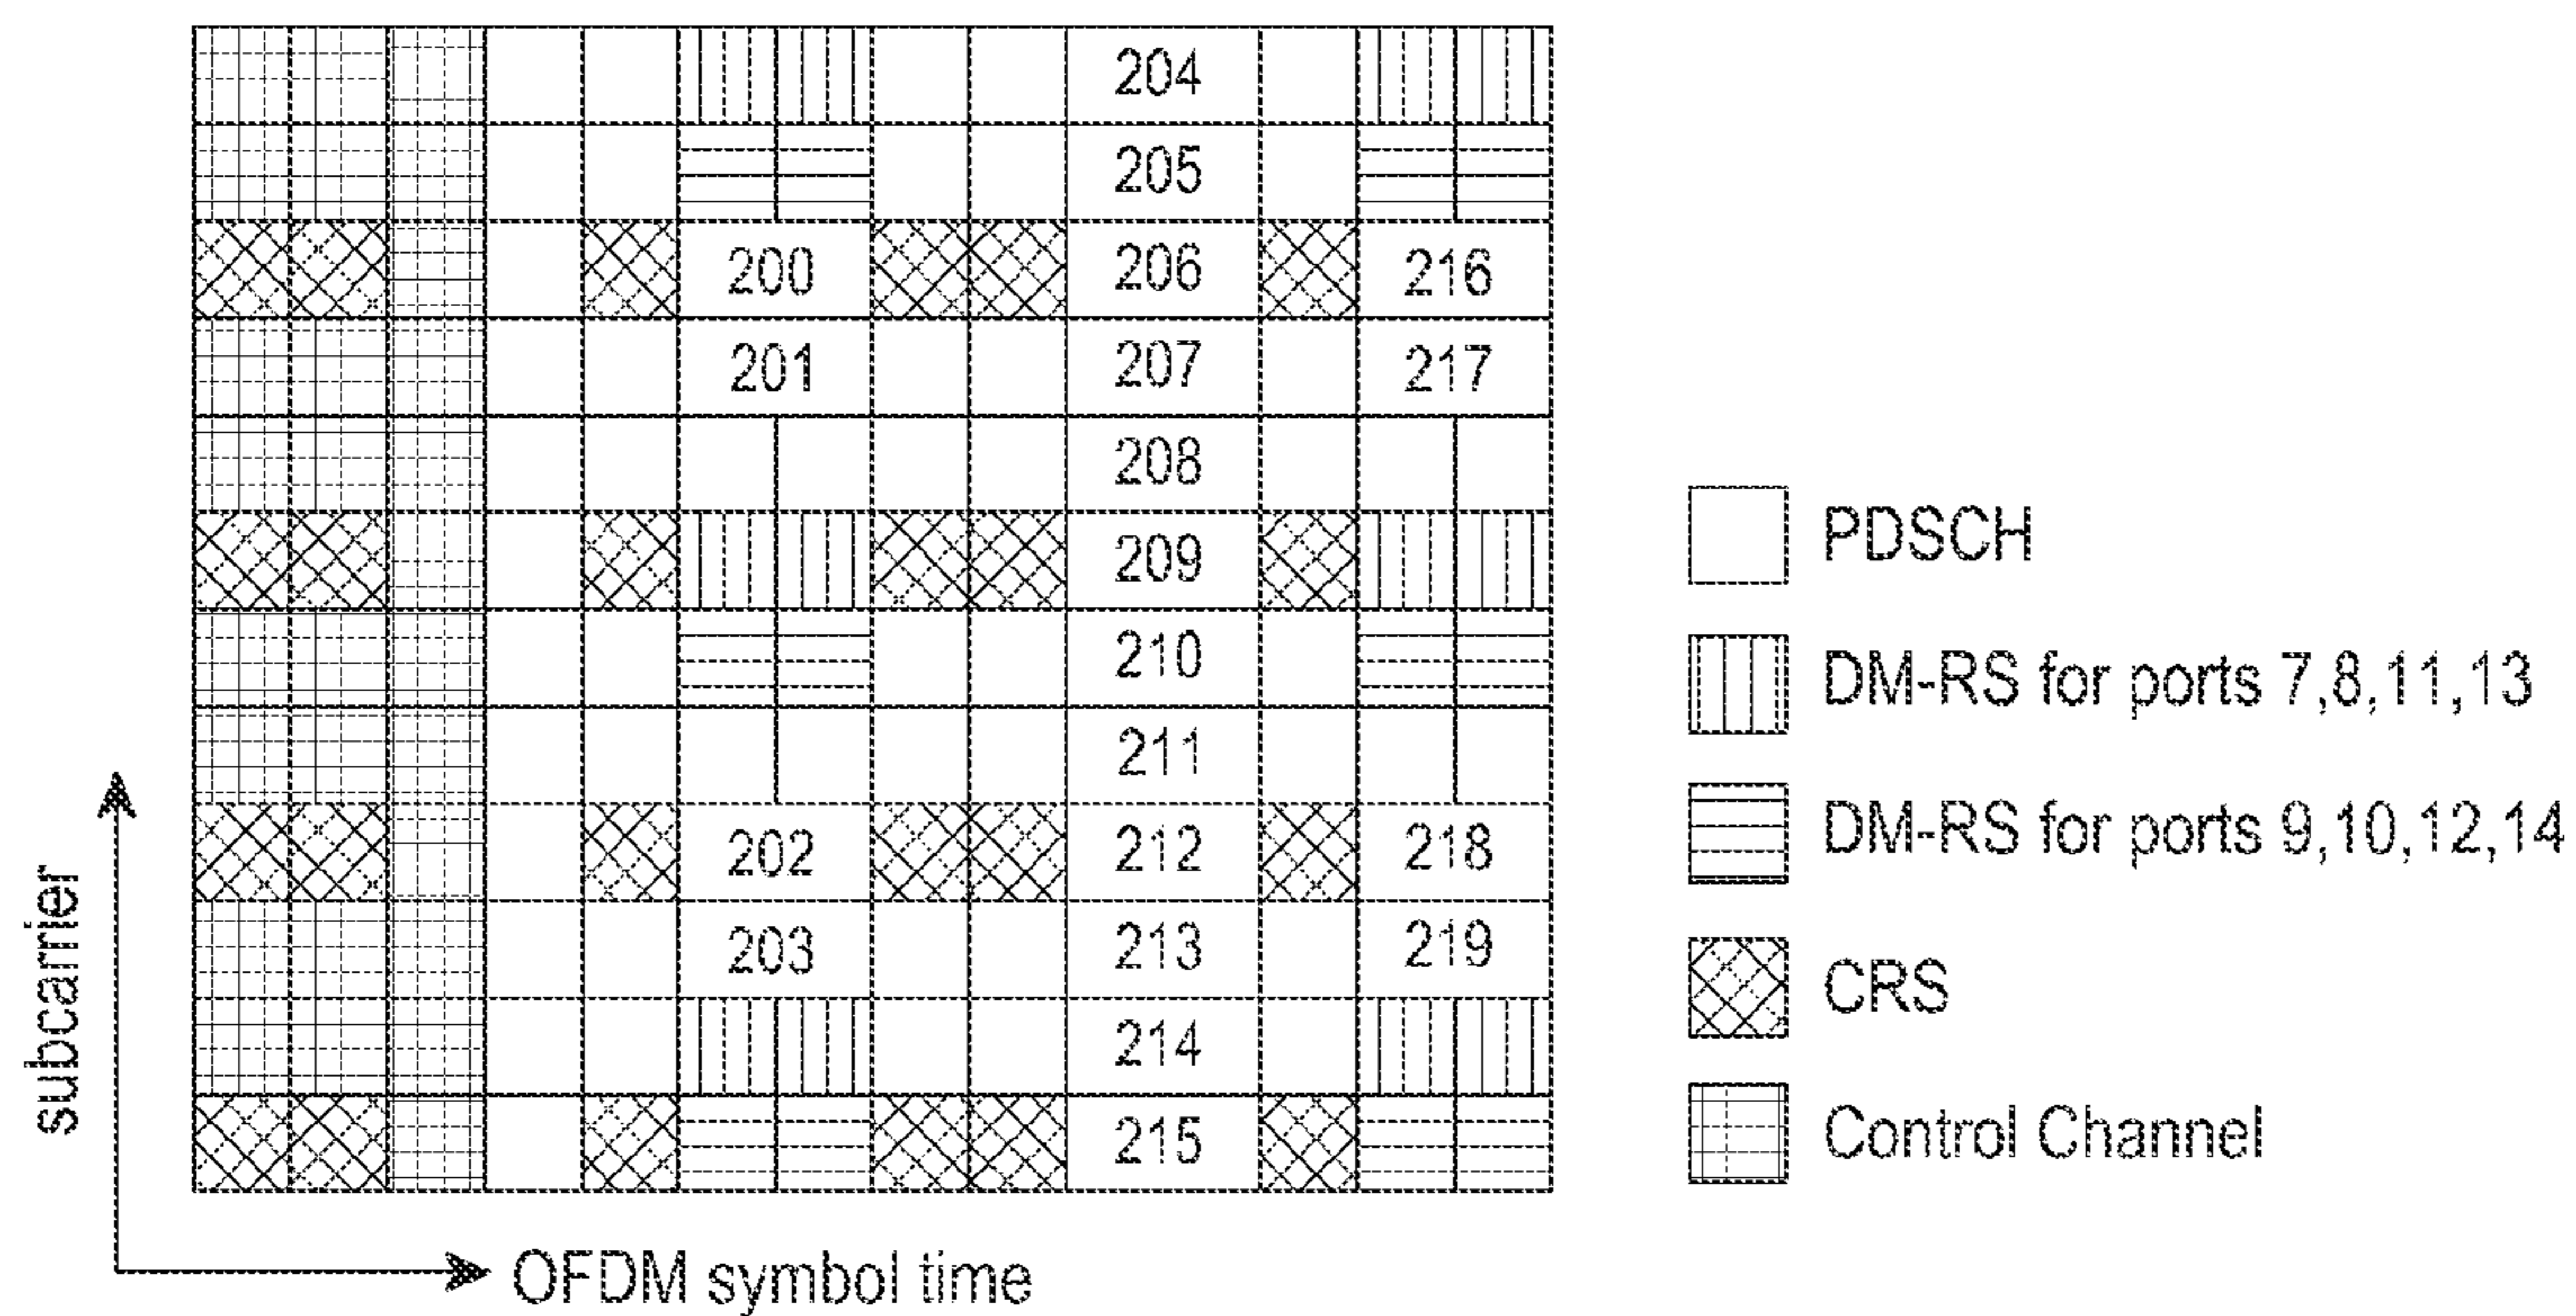 204
205
200 206 216
201 207 217
208
209
210
211
202 212 218
203 213 219
214
215
subcarrier
OFDM symbol time
PDSCH
DM-RS for ports 7,8,11,13
DM-RS for ports 9,10,12,14
CRS
Control Channel